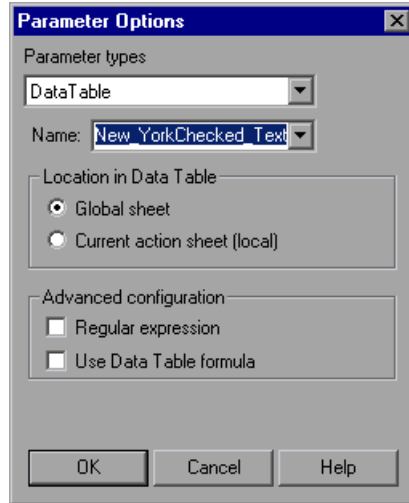 Parameter Options
Parameter types
DataTable
Name: New_YorkChecked_Text
Location in Data Table
Global sheet
Current action sheet (local)
Advanced configuration
Regular expression
Use Data Table formula
OK Cancel Help